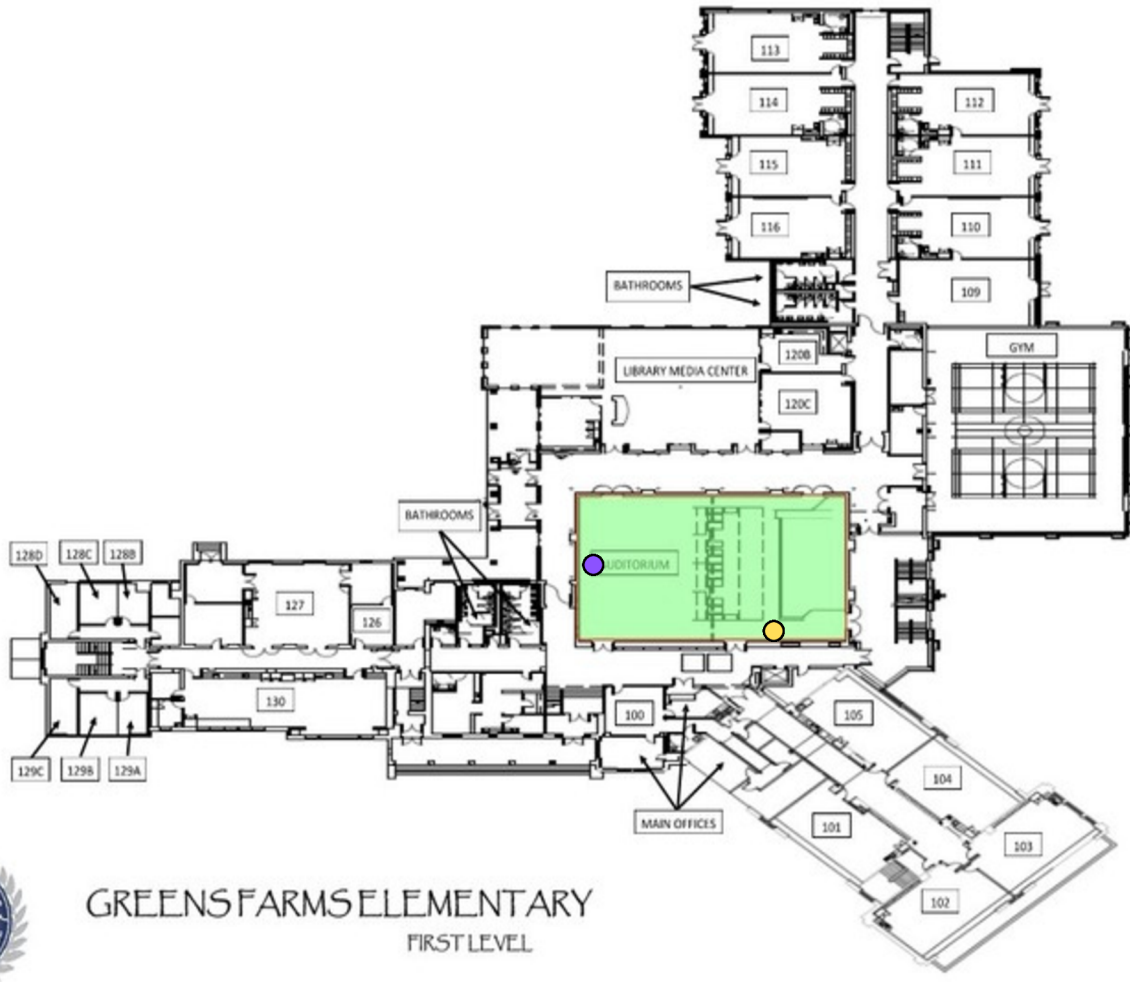 113
114
112
115
111
116
110
BATHROOMS
109
GYM
120B
LIBRARY MEDIA CENTER
120C
BATHROOMS
128D
128C
128B
UDITORIUM
127
126
130
100
105
129C
129B
129A
MAIN OFFICES
104
101
103
102
GREENS FARMS ELEMENTARY
FIRST LEVEL